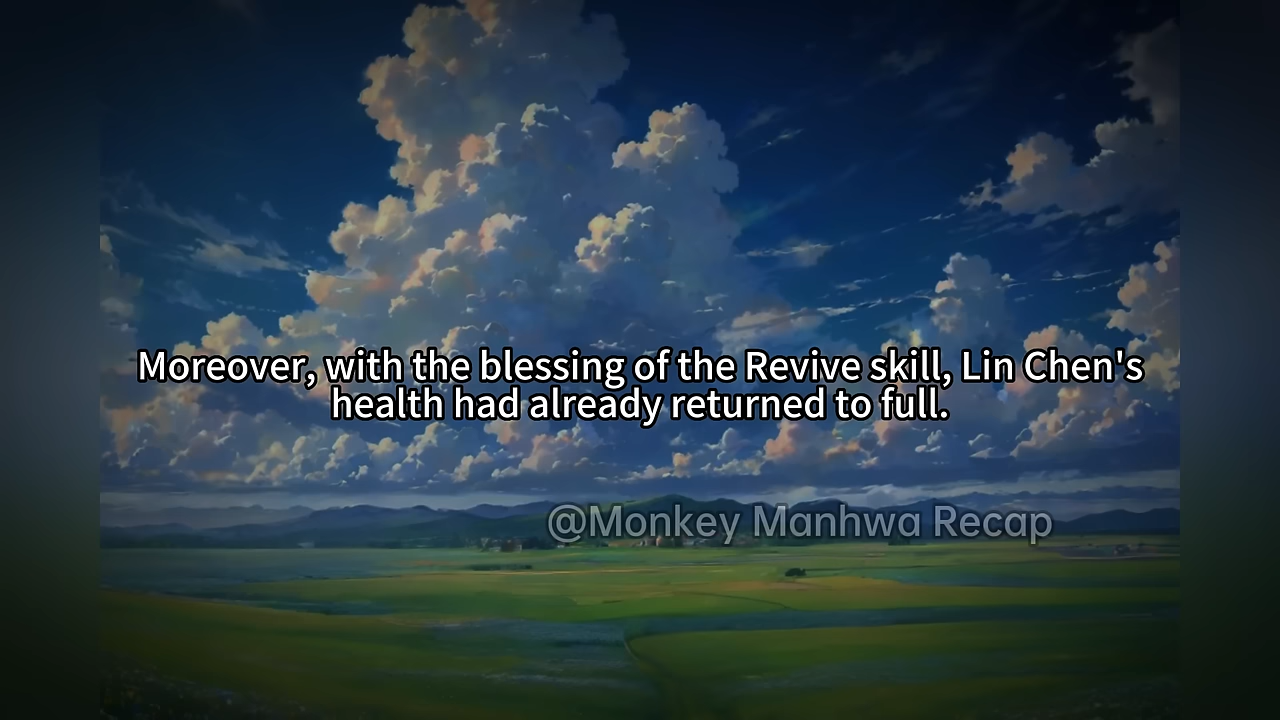 Moreover, with the blessing of the Revive skill, Lin Chen's
health had already returned to full.
@Monkey Manhwa Recap